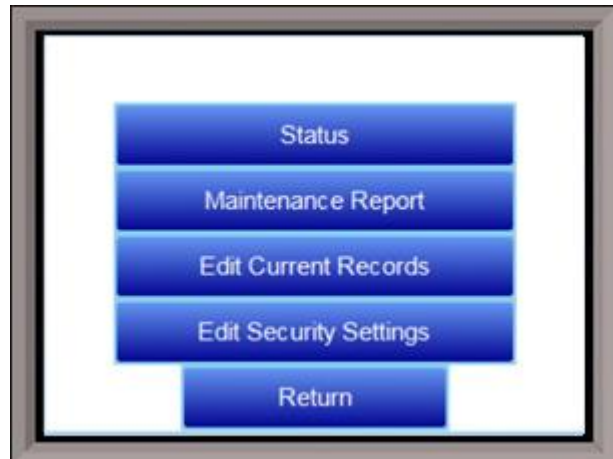 Status
Maintenance Report
Edit Current Records
Edit Security Settings
Return